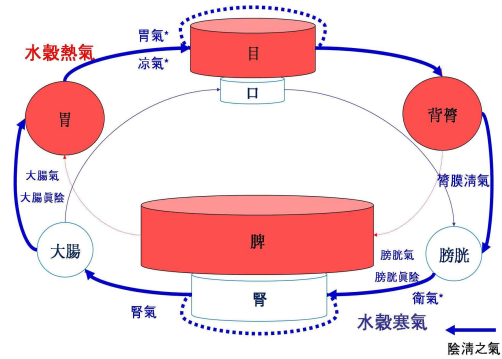 胃氣*
凉氣*
水穀熱氣
目
口
胃
背膂
大腸氣
大腸眞陰
膂膜淸氣
脾
大腸
膀胱氣
膀胱眞陰
膀胱
腎
腎氣
衛氣*
水穀寒氣
陰淸之氣